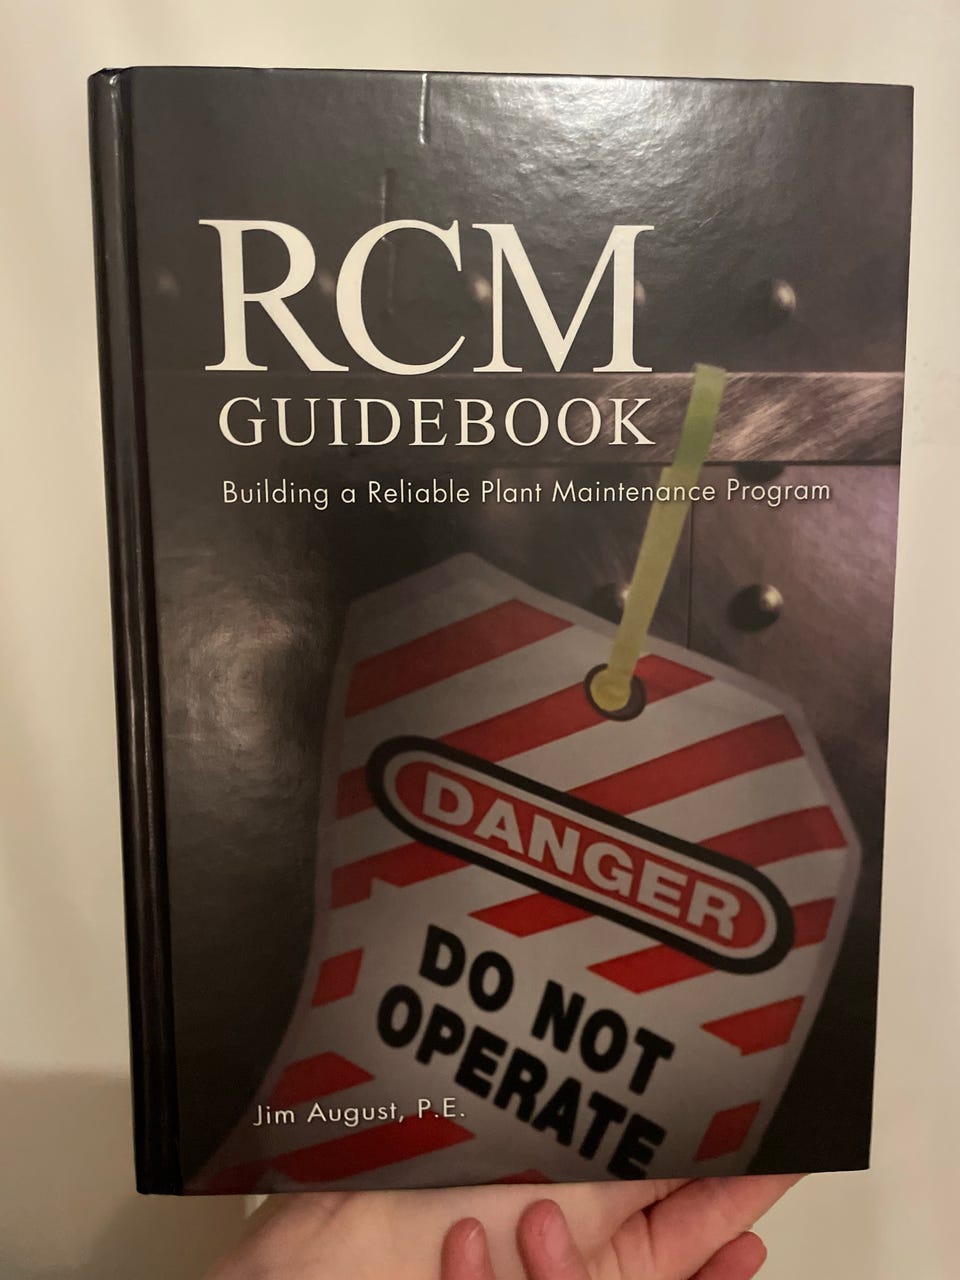 RCM
GUIDEBOOK
Building a Reliable Plant Maintenance Program
DANGER
DO NOT
OPERATE
Jim August, P.E.